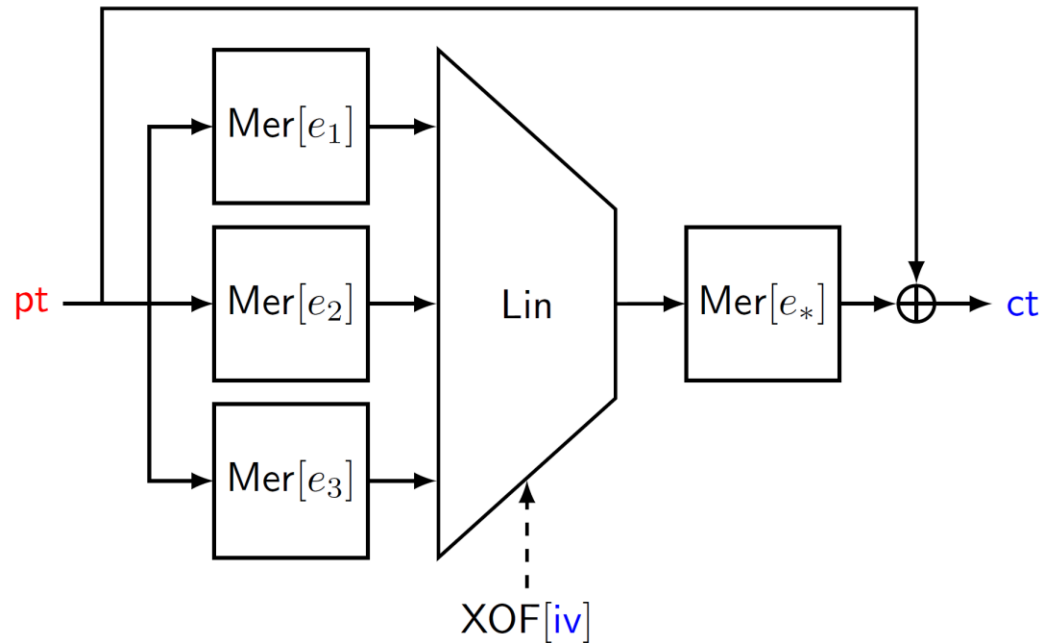 Mer[e₁]
pt
Mer[e₂]
Lin
Mer[e∗]
ct
Mer[e₃]
XOF[iv]